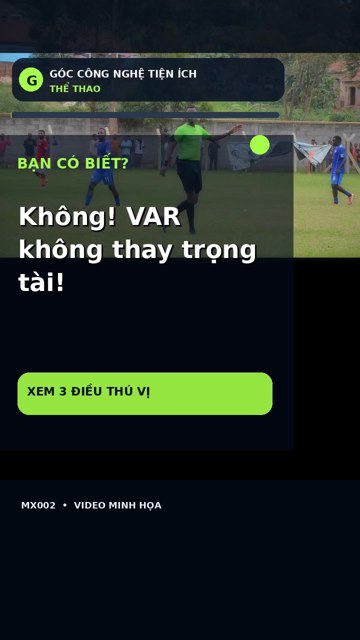 G
GÓC CÔNG NGHỆ TIỆN ÍCH
THỂ THAO
BẠN CÓ BIẾT?
Không! VAR
không thay trọng
tài!
XEM 3 ĐIỀU THÚ VỊ
MX002 • VIDEO MINH HỌA